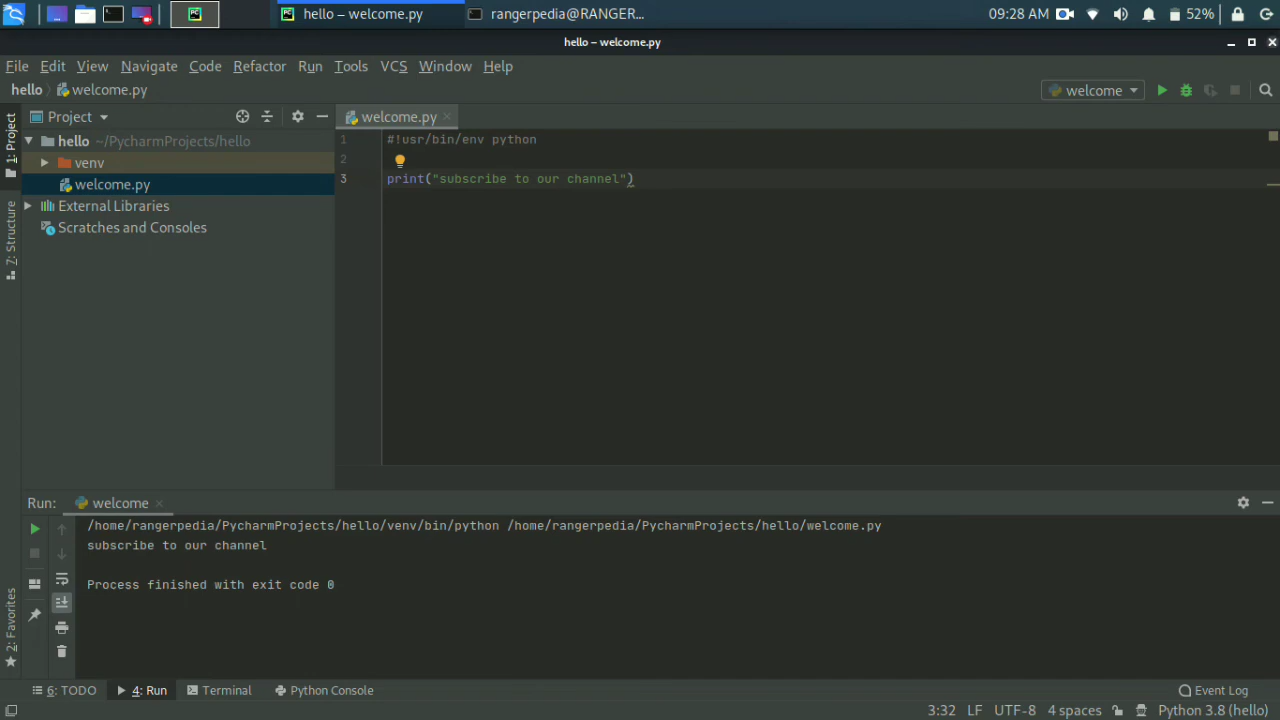 hello – welcome.py
rangerpedia@RANGER...
09:28 AM
52%
hello – welcome.py
File Edit View Navigate Code Refactor Run Tools VCS Window Help
hello welcome.py
welcome
1: Project
Project
welcome.py
hello ~/PycharmProjects/hello
venv
welcome.py
External Libraries
Scratches and Consoles
7: Structure
1 #!usr/bin/env python
2
3 print("subscribe to our channel")
Run: welcome
/home/rangerpedia/PycharmProjects/hello/venv/bin/python /home/rangerpedia/PycharmProjects/hello/welcome.py
subscribe to our channel
Process finished with exit code 0
2: Favorites
6: TODO 4: Run Terminal Python Console Event Log
3:32 LF UTF-8 4 spaces Python 3.8 (hello)